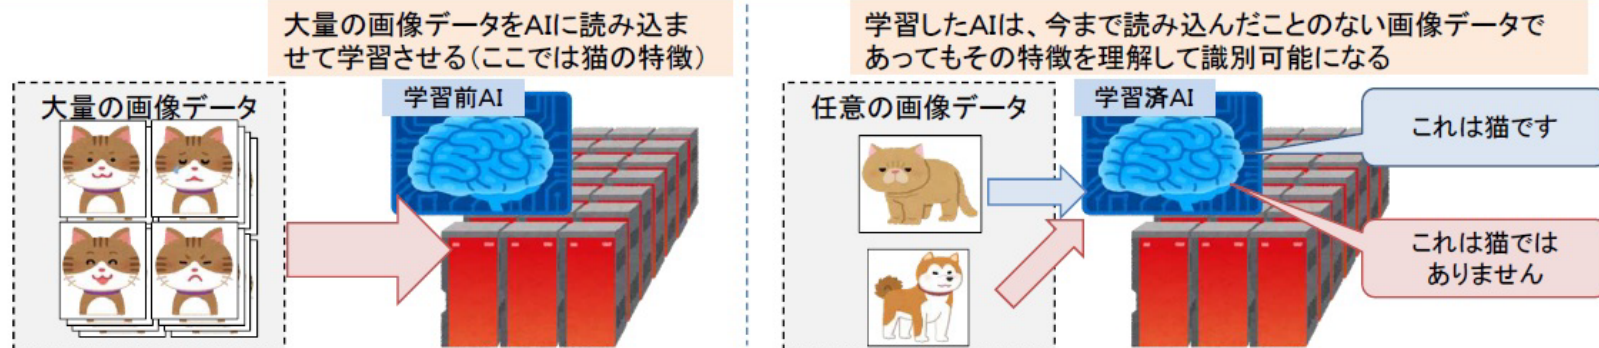 大量の画像データをAIに読み込ま
せて学習させる(ここでは猫の特徴)
学習前AI
大量の画像データ
学習したAIは、今まで読み込んだことのない画像データで
あってもその特徴を理解して識別可能になる
学習済AI
任意の画像データ
これは猫です
これは猫では
ありません